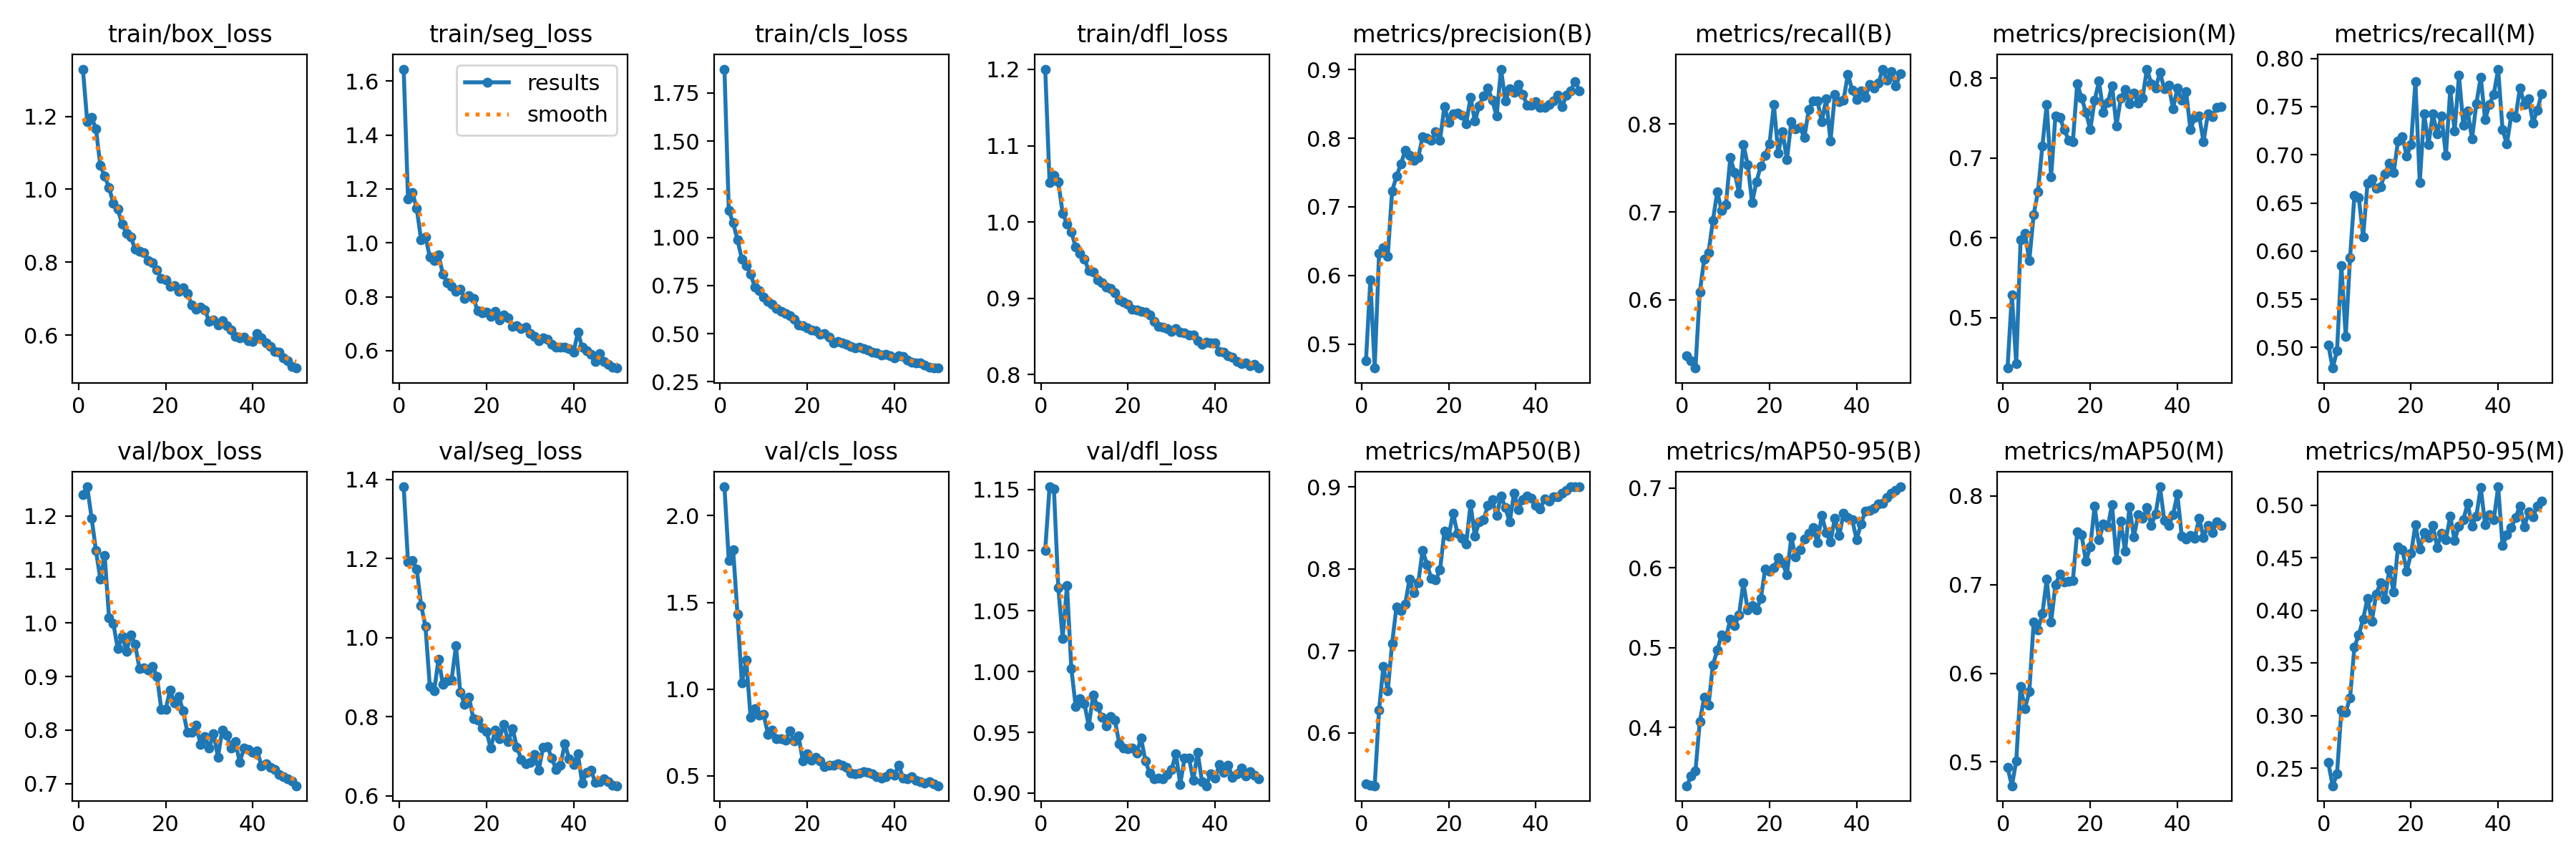 train/box_loss
train/seg_loss
train/cls_loss
train/dfl_loss
metrics/precision(B)
metrics/recall(B)
metrics/precision(M)
metrics/recall(M)
results
smooth
1.2
1.0
0.8
0.6
0 20 40
1.6
1.4
1.2
1.0
0.8
0.6
0 20 40
1.75
1.50
1.25
1.00
0.75
0.50
0.25
0 20 40
1.2
1.1
1.0
0.9
0.8
0 20 40
0.9
0.8
0.7
0.6
0.5
0 20 40
0.8
0.7
0.6
0 20 40
0.8
0.7
0.6
0.5
0 20 40
0.80
0.75
0.70
0.65
0.60
0.55
0.50
0 20 40
val/box_loss
val/seg_loss
val/cls_loss
val/dfl_loss
metrics/mAP50(B)
metrics/mAP50-95(B)
metrics/mAP50(M)
metrics/mAP50-95(M)
1.2
1.1
1.0
0.9
0.8
0.7
0 20 40
1.4
1.2
1.0
0.8
0.6
0 20 40
2.0
1.5
1.0
0.5
0 20 40
1.15
1.10
1.05
1.00
0.95
0.90
0 20 40
0.9
0.8
0.7
0.6
0 20 40
0.7
0.6
0.5
0.4
0 20 40
0.8
0.7
0.6
0.5
0 20 40
0.50
0.45
0.40
0.35
0.30
0.25
0 20 40